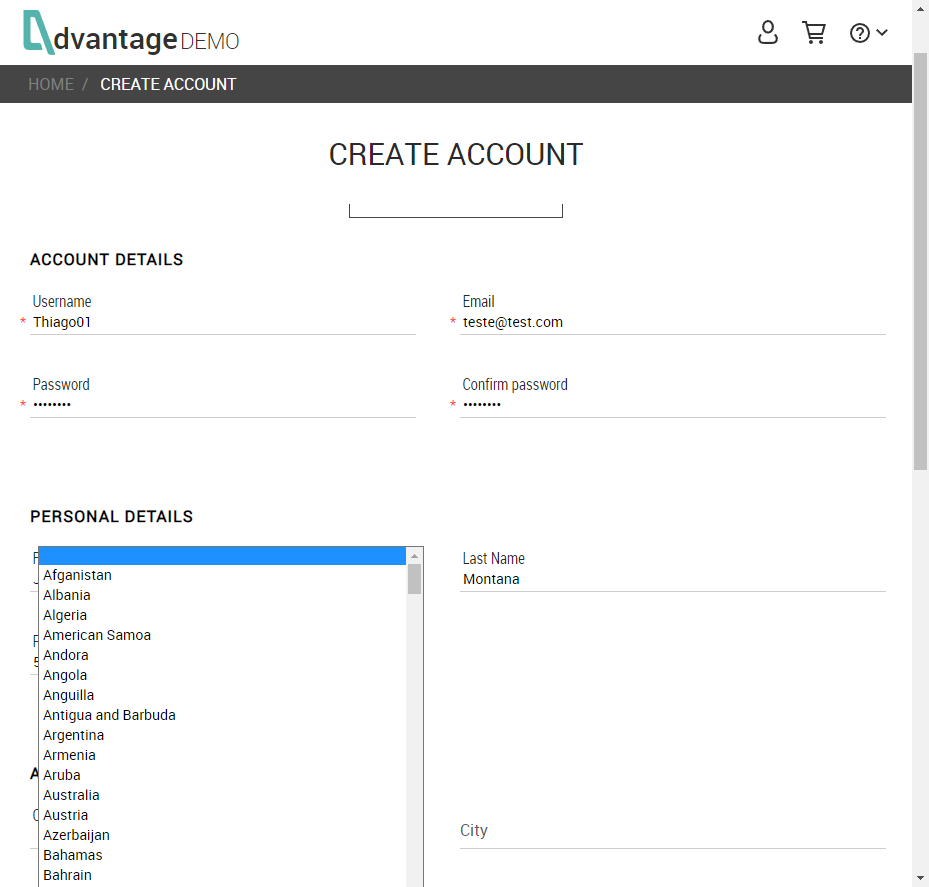 dvantage DEMO
HOME / CREATE ACCOUNT
CREATE ACCOUNT
ACCOUNT DETAILS
Username
* Thiago01
Email
* teste@test.com
Password
* ••••••••
Confirm password
* ••••••••
PERSONAL DETAILS
Last Name
Montana
Afganistan
Albania
Algeria
American Samoa
Andora
Angola
Anguilla
Antigua and Barbuda
Argentina
Armenia
Aruba
Australia
Austria
Azerbaijan
Bahamas
Bahrain
City